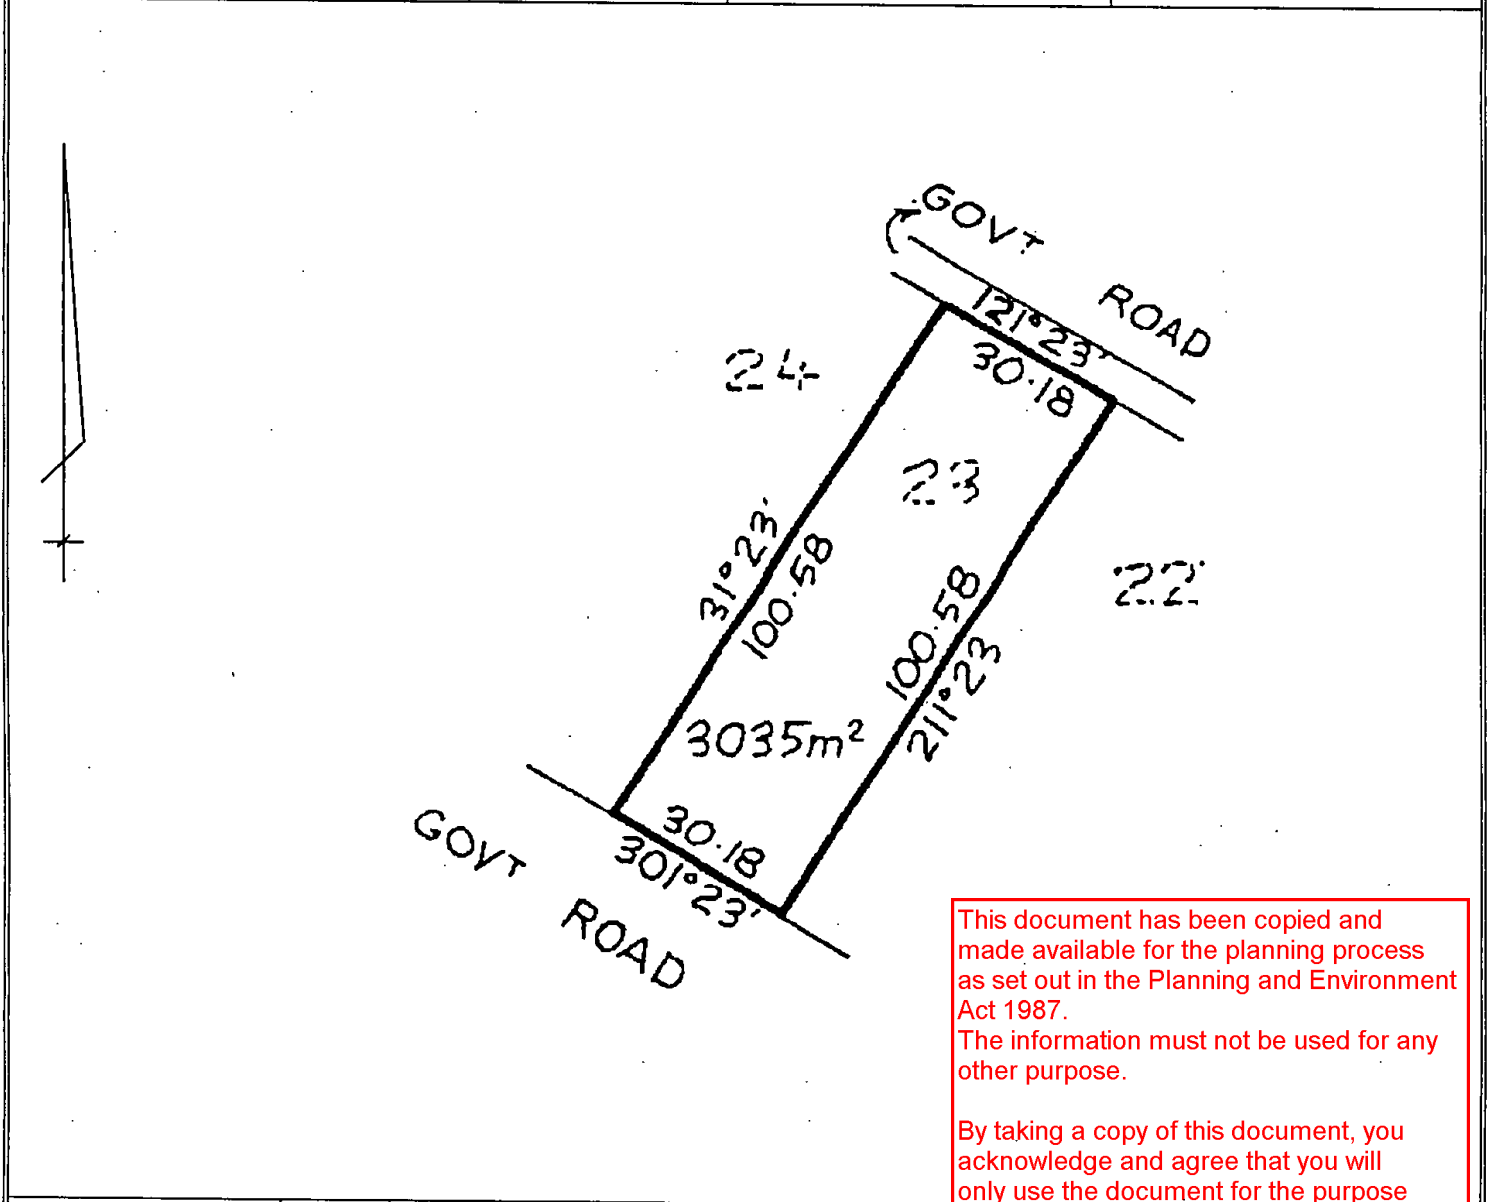 GOVT ROAD
121°23'
30·18
24
23
31°23'
100·58
22
100·58
211°23
3035m²
30·18
301°23'
GOVT ROAD
This document has been copied and
made available for the planning process
as set out in the Planning and Environment
Act 1987.
The information must not be used for any
other purpose.
By taking a copy of this document, you
acknowledge and agree that you will
only use the document for the purpose